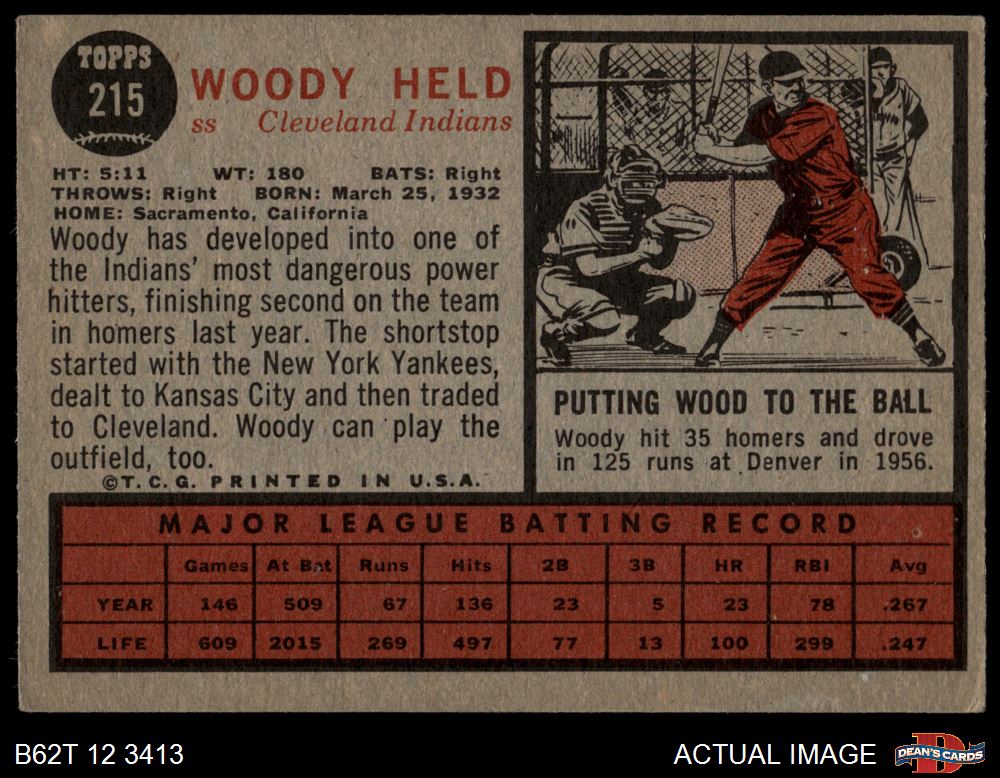 TOPPS
215
WOODY HELD
ss Cleveland Indians
HT: 5:11 WT: 180 BATS: Right
THROWS: Right BORN: March 25, 1932
HOME: Sacramento, California
Woody has developed into one of
the Indians' most dangerous power
hitters, finishing second on the team
in homers last year. The shortstop
started with the New York Yankees,
dealt to Kansas City and then traded
to Cleveland. Woody can play the
outfield, too.
©T.C.G. PRINTED IN U.S.A.
PUTTING WOOD TO THE BALL
Woody hit 35 homers and drove
in 125 runs at Denver in 1956.
MAJOR LEAGUE BATTING RECORD
Games At Bat Runs Hits 2B 3B HR RBI Avg
YEAR 146 509 67 136 23 5 23 78 .267
LIFE 609 2015 269 497 77 13 100 299 .247
B62T 12 3413
ACTUAL IMAGE
DEAN'S CARDS